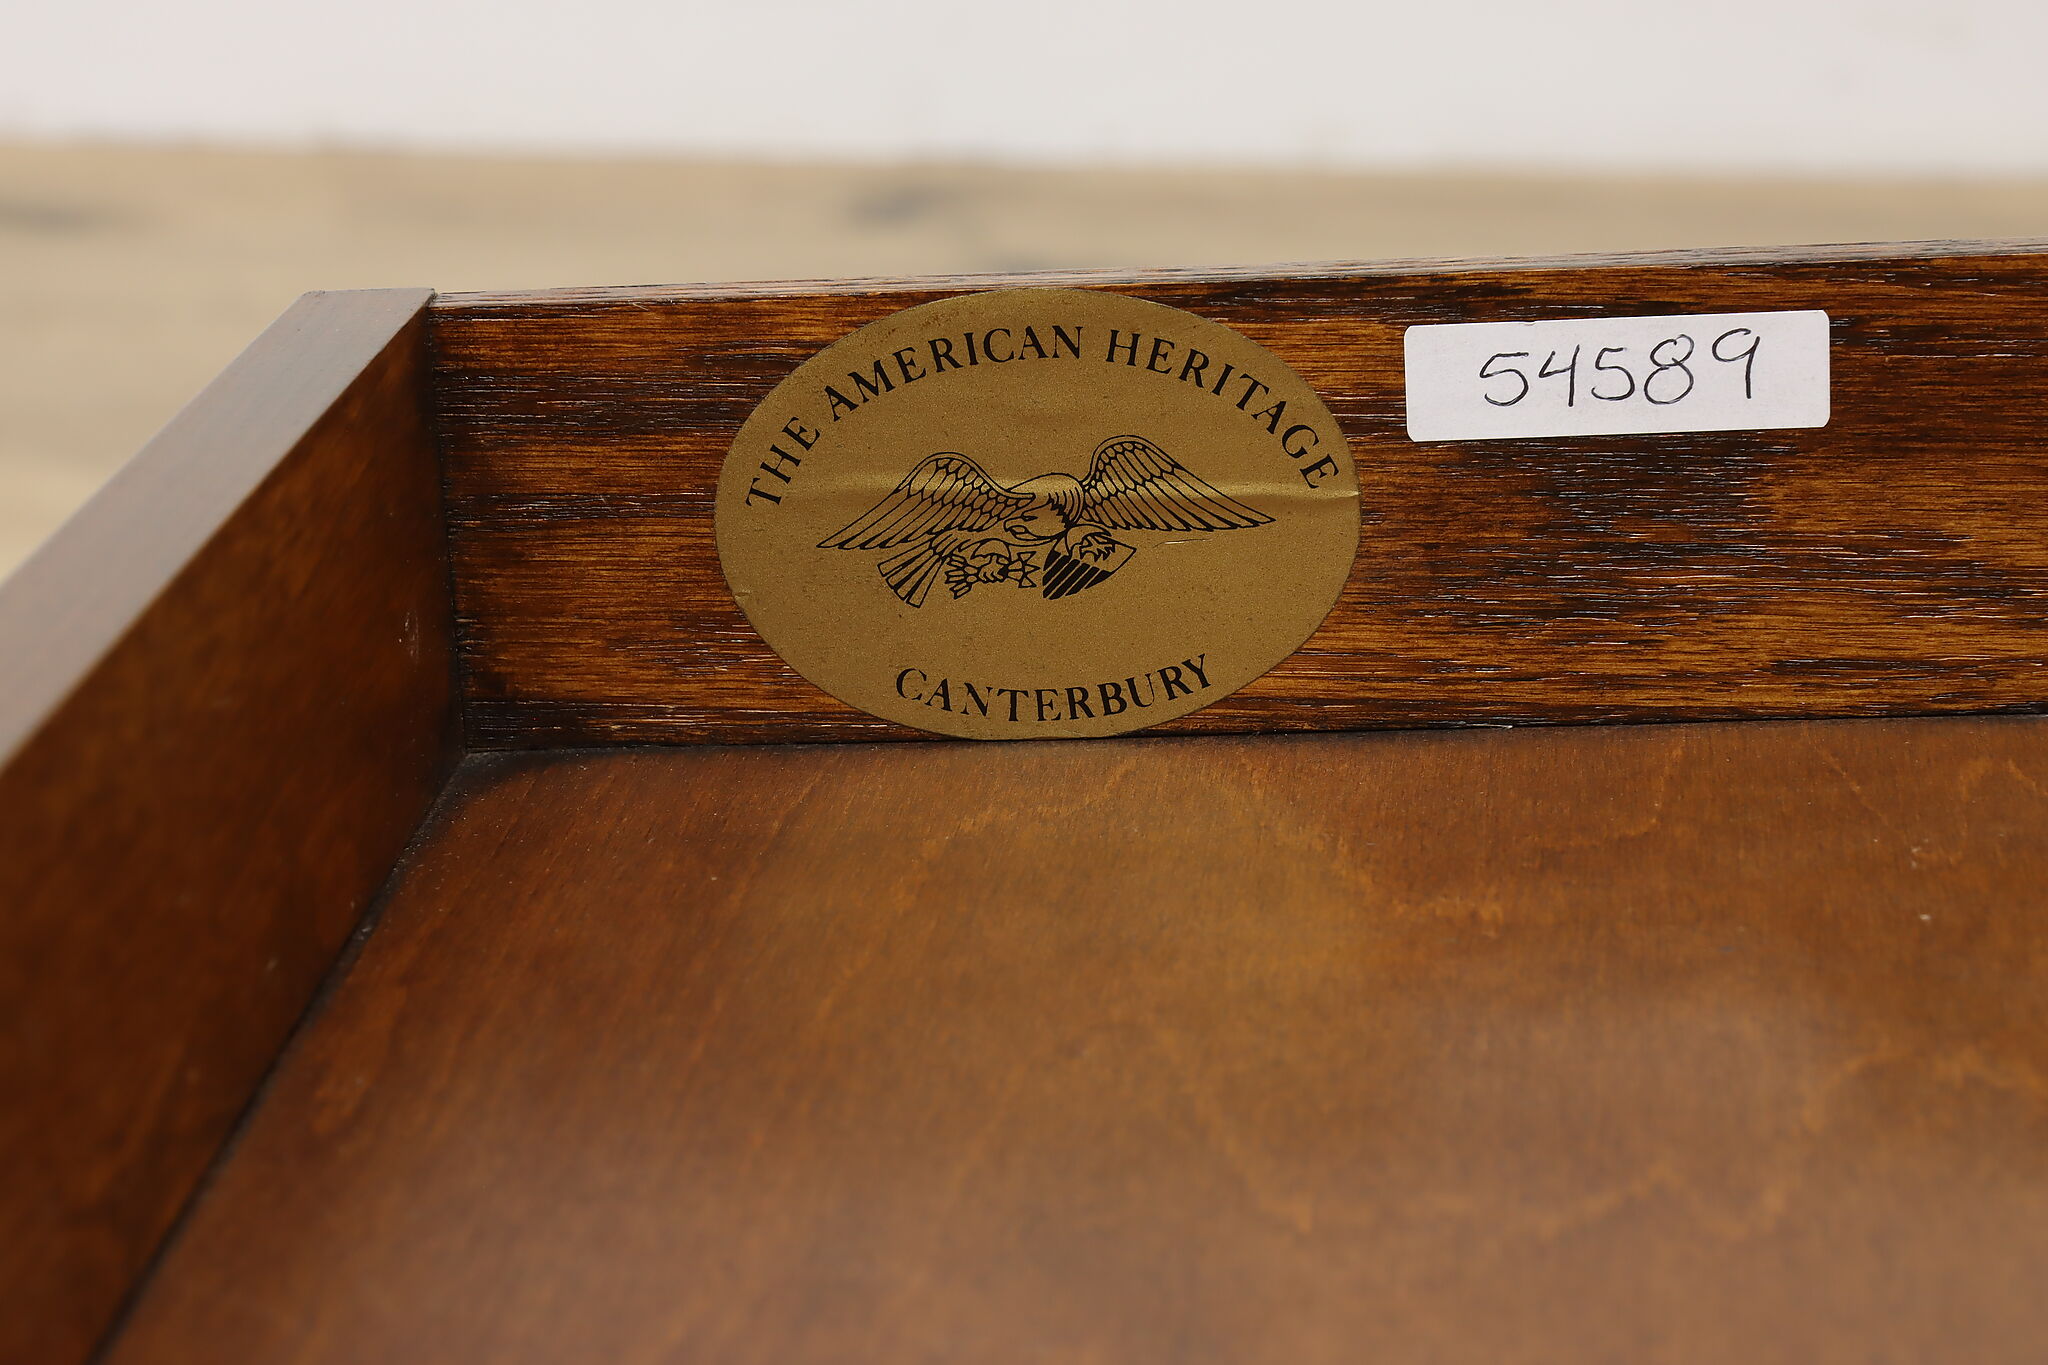 THE AMERICAN HERITAGE
CANTERBURY
54589